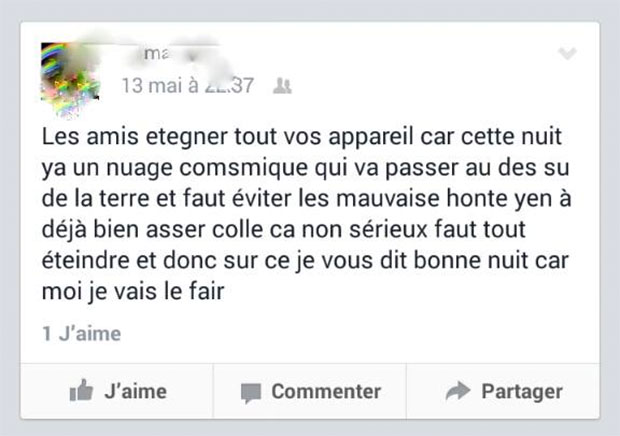 ma
13 mai à 22:37
Les amis etegner tout vos appareil car cette nuit
ya un nuage comsmique qui va passer au des su
de la terre et faut éviter les mauvaise honte yen à
déjà bien asser colle ca non sérieux faut tout
éteindre et donc sur ce je vous dit bonne nuit car
moi je vais le fair
1 J'aime
J'aime
Commenter
Partager